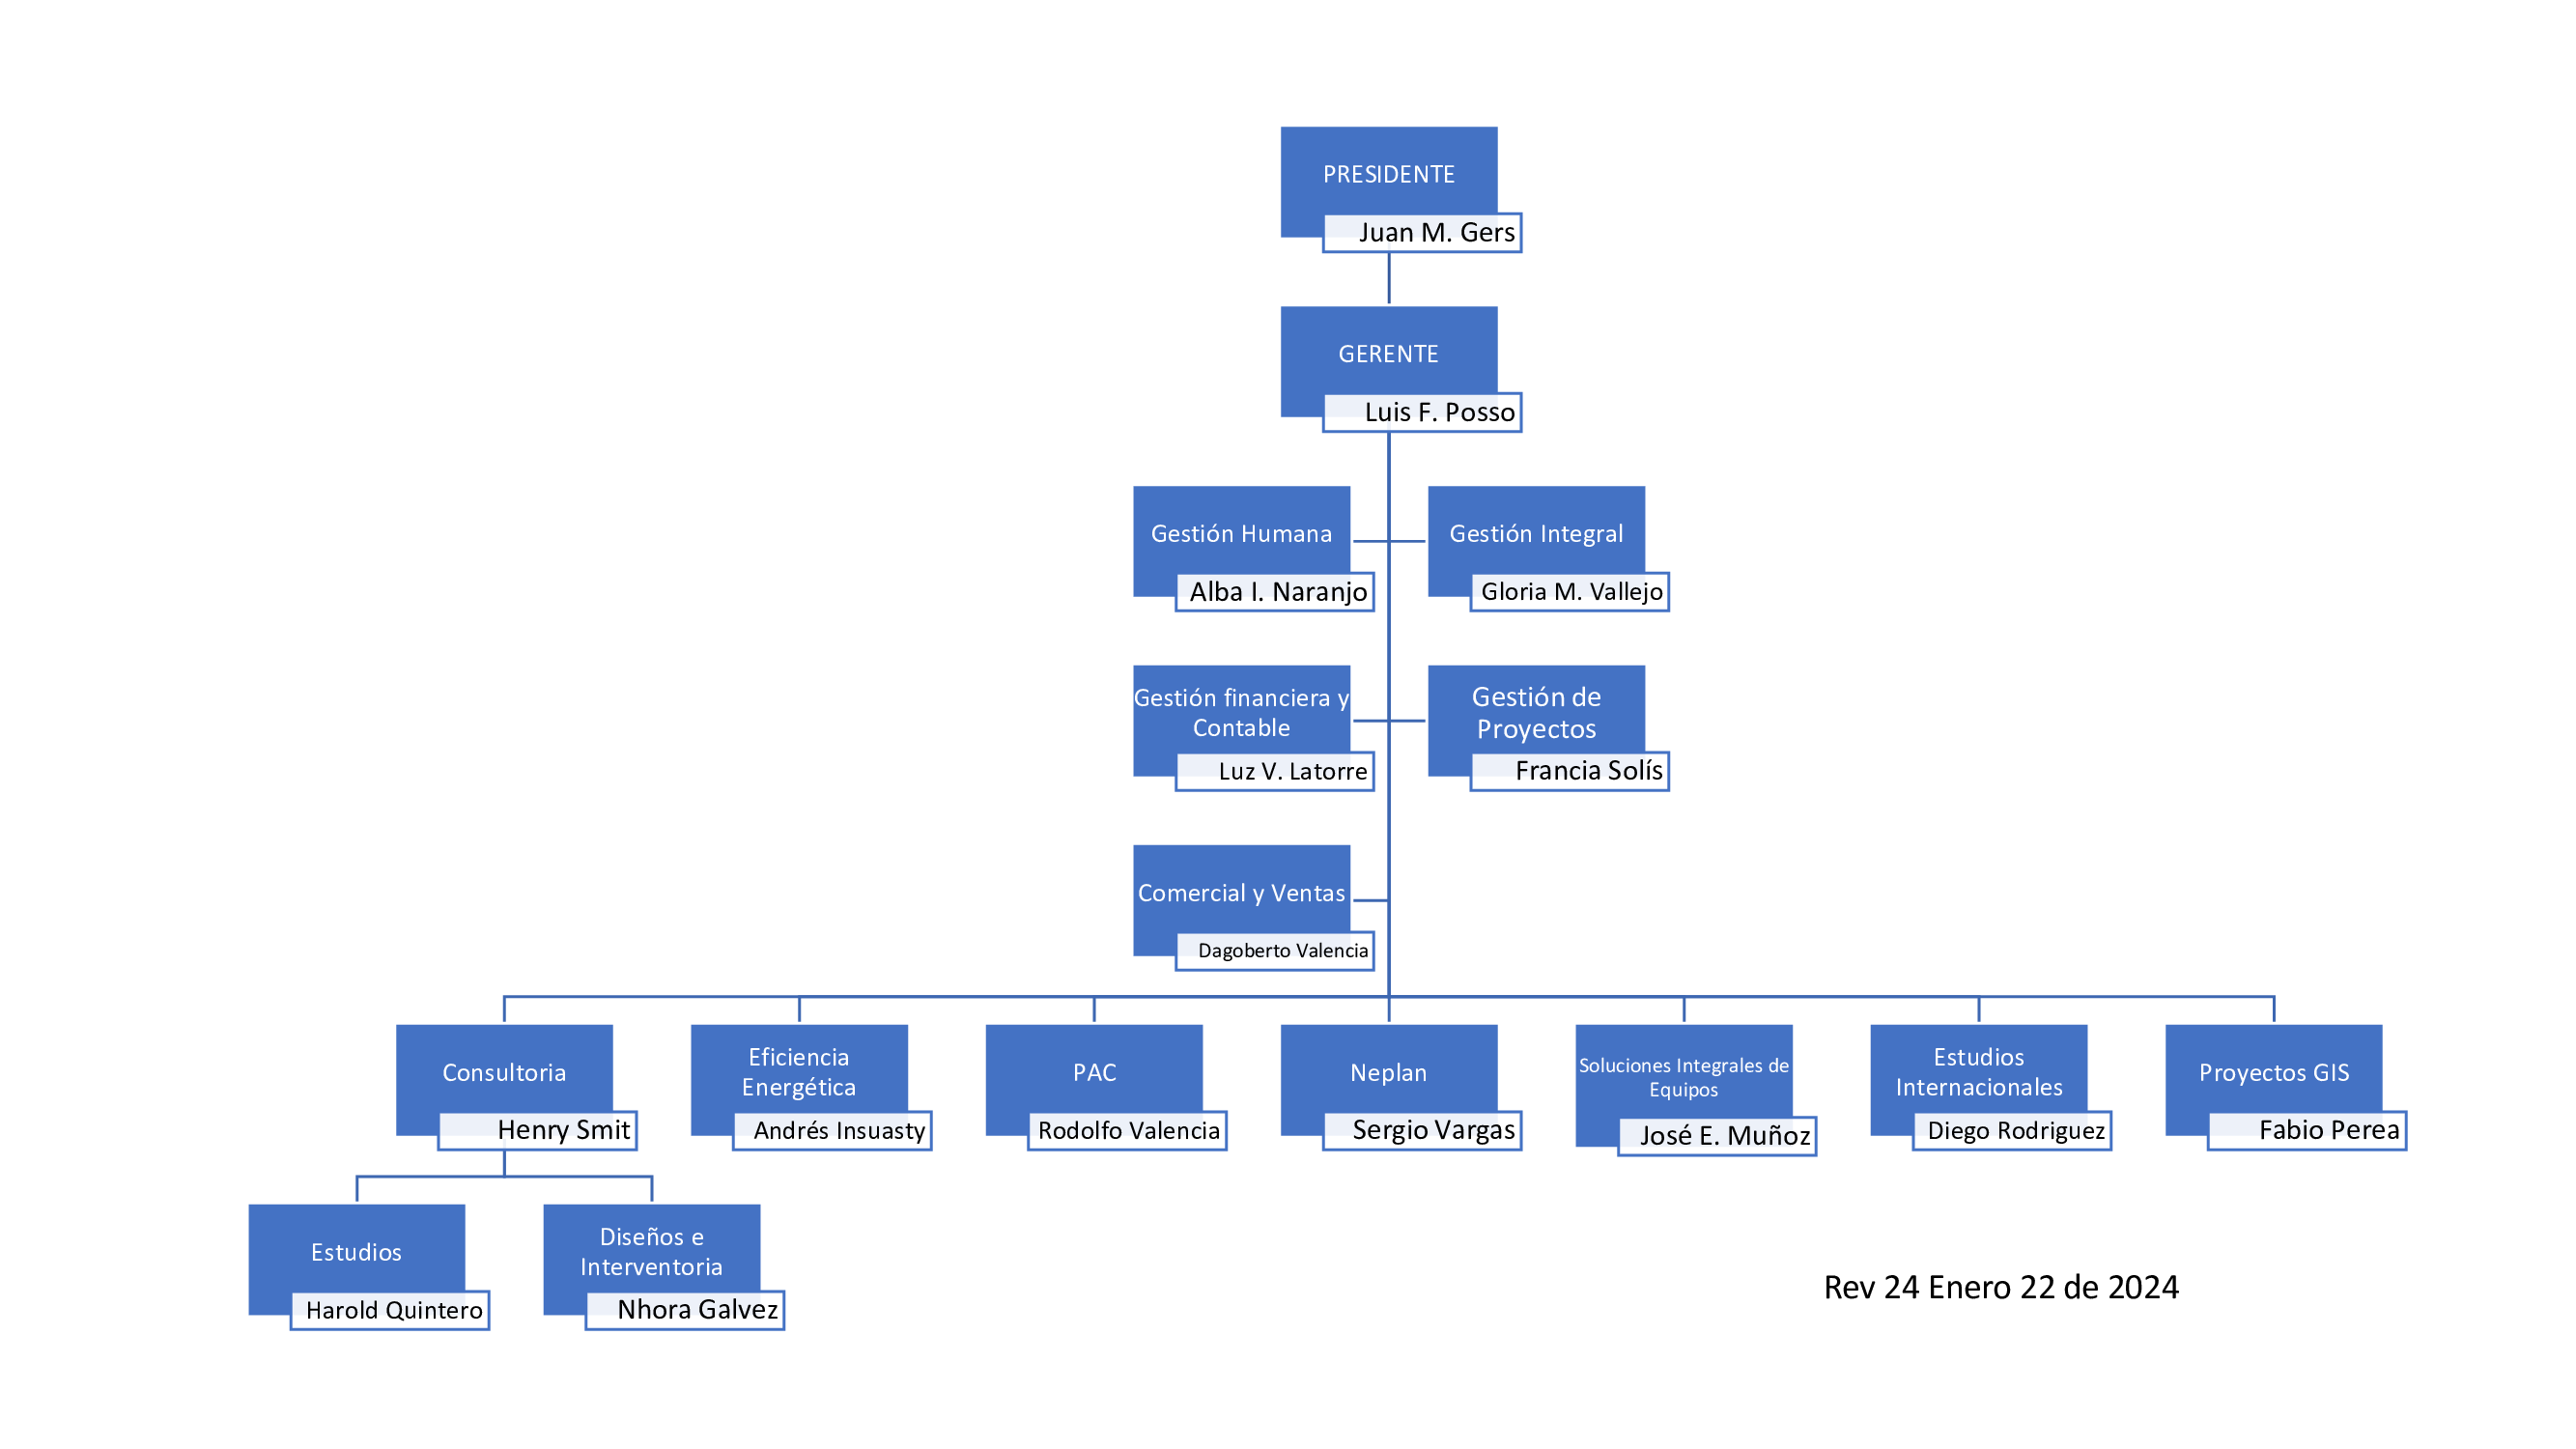 PRESIDENTE
Juan M. Gers
GERENTE
Luis F. Posso
Gestión Humana
Alba I. Naranjo
Gestión Integral
Gloria M. Vallejo
Gestión financiera y
Contable
Luz V. Latorre
Gestión de
Proyectos
Francia Solís
Comercial y Ventas
Dagoberto Valencia
Consultoria
Henry Smit
Eficiencia
Energética
Andrés Insuasty
PAC
Rodolfo Valencia
Neplan
Sergio Vargas
Soluciones Integrales de
Equipos
José E. Muñoz
Estudios
Internacionales
Diego Rodriguez
Proyectos GIS
Fabio Perea
Estudios
Harold Quintero
Diseños e
Interventoria
Nhora Galvez
Rev 24 Enero 22 de 2024